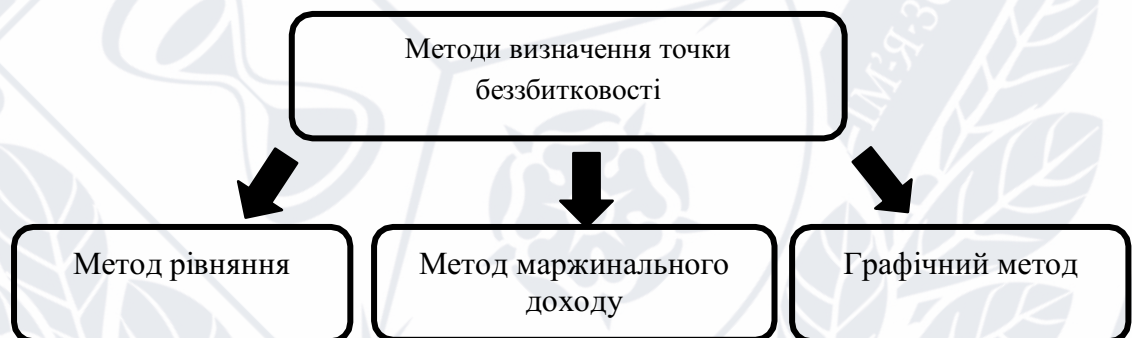 Методи визначення точки
беззбитковості
Метод рівняння
Метод маржинального
доходу
Графічний метод